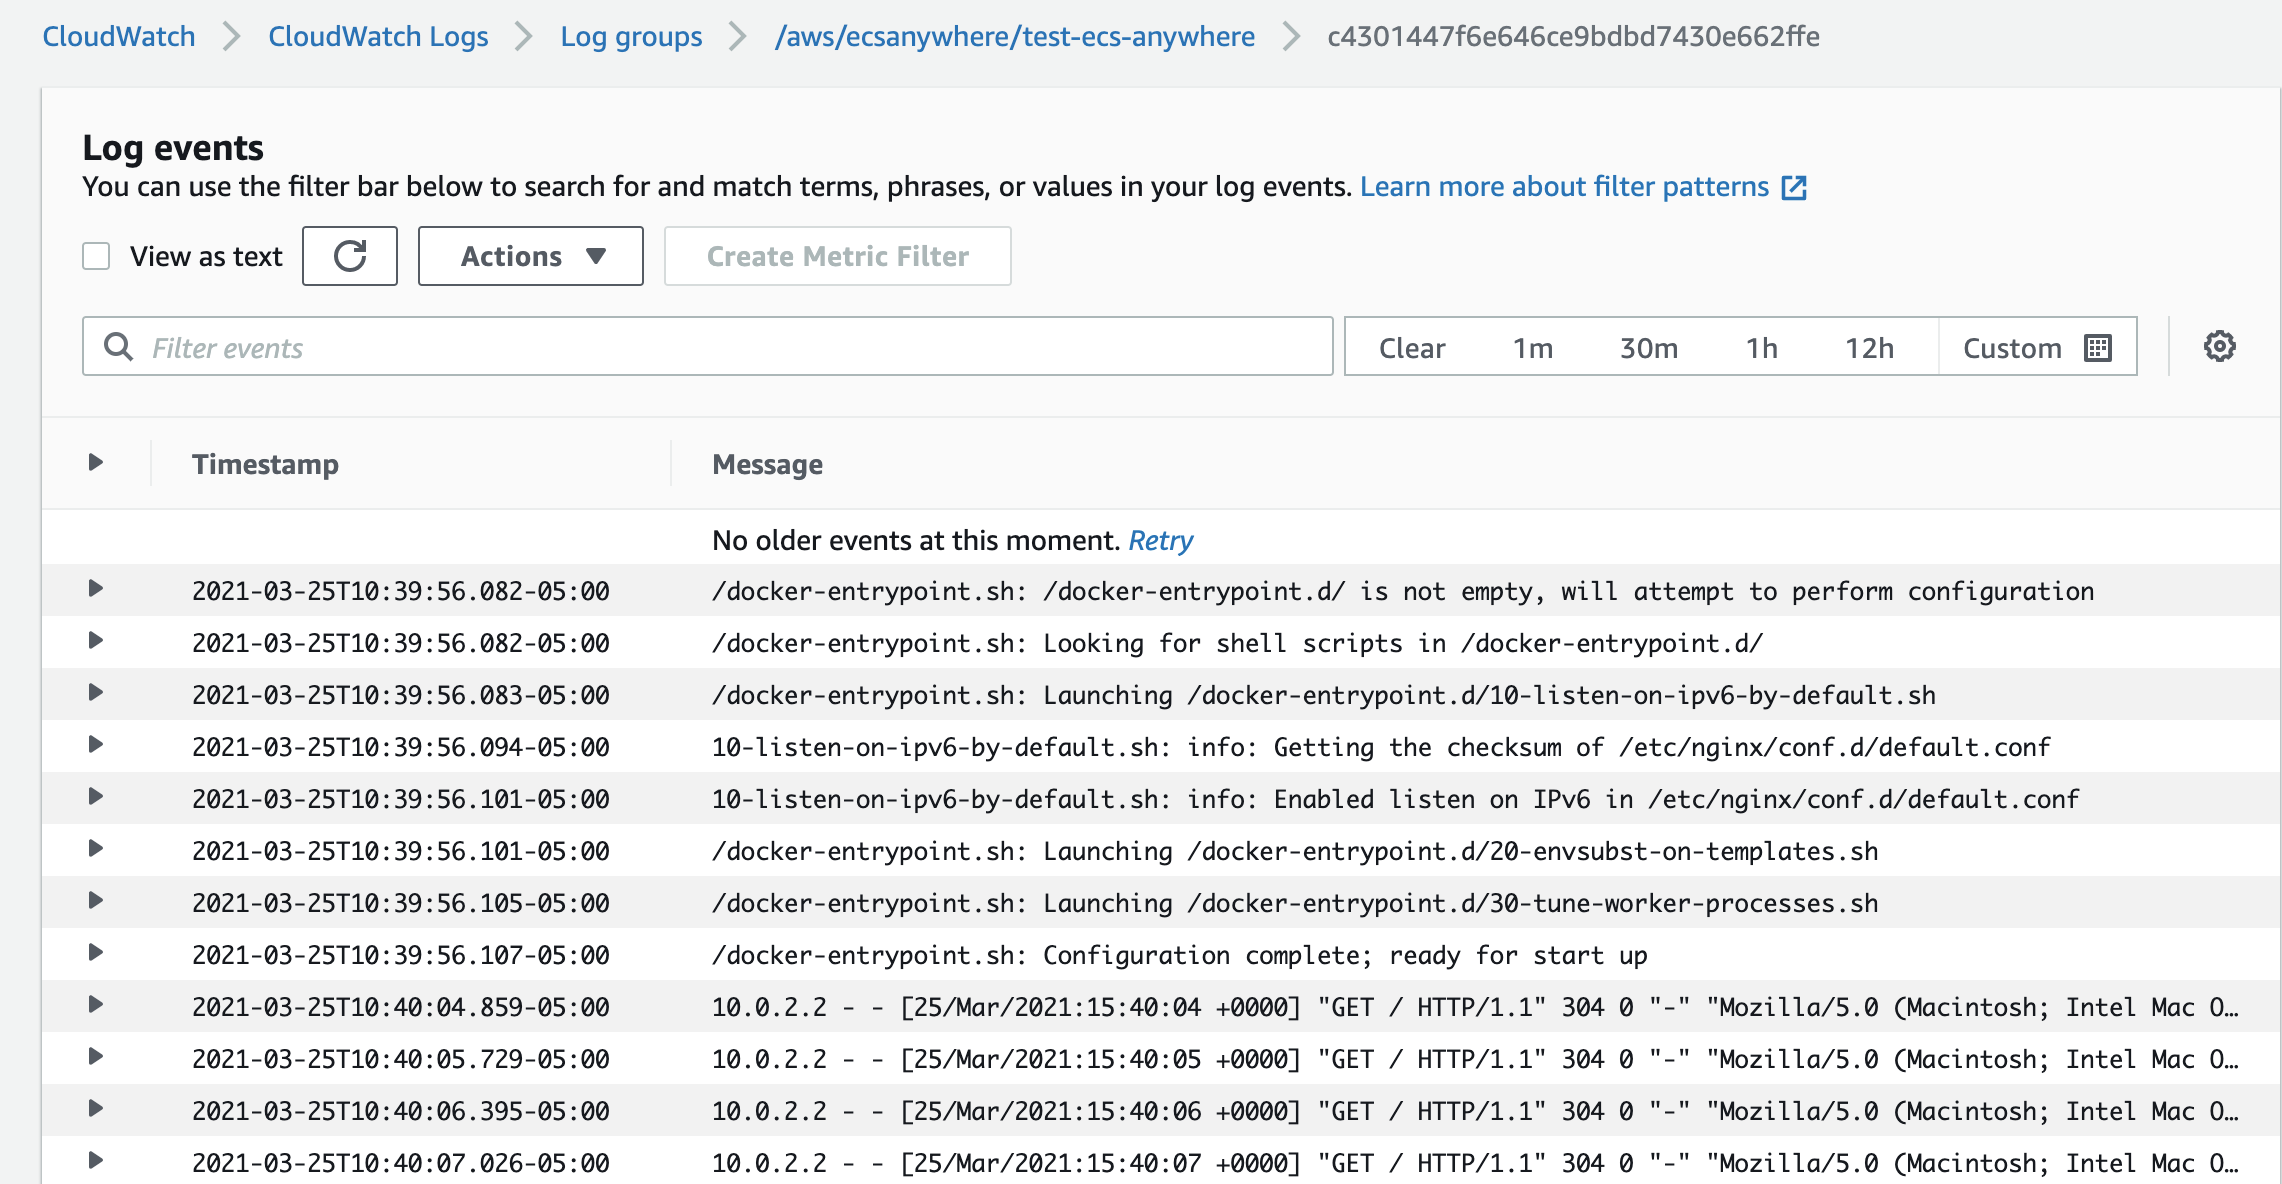 CloudWatch > CloudWatch Logs > Log groups > /aws/ecsanywhere/test-ecs-anywhere > c4301447f6e646ce9bdbd7430e662ffe
Log events
You can use the filter bar below to search for and match terms, phrases, or values in your log events. Learn more about filter patterns
View as text Actions Create Metric Filter
Filter events Clear 1m 30m 1h 12h Custom
Timestamp Message
No older events at this moment. Retry
2021-03-25T10:39:56.082-05:00 /docker-entrypoint.sh: /docker-entrypoint.d/ is not empty, will attempt to perform configuration
2021-03-25T10:39:56.082-05:00 /docker-entrypoint.sh: Looking for shell scripts in /docker-entrypoint.d/
2021-03-25T10:39:56.083-05:00 /docker-entrypoint.sh: Launching /docker-entrypoint.d/10-listen-on-ipv6-by-default.sh
2021-03-25T10:39:56.094-05:00 10-listen-on-ipv6-by-default.sh: info: Getting the checksum of /etc/nginx/conf.d/default.conf
2021-03-25T10:39:56.101-05:00 10-listen-on-ipv6-by-default.sh: info: Enabled listen on IPv6 in /etc/nginx/conf.d/default.conf
2021-03-25T10:39:56.101-05:00 /docker-entrypoint.sh: Launching /docker-entrypoint.d/20-envsubst-on-templates.sh
2021-03-25T10:39:56.105-05:00 /docker-entrypoint.sh: Launching /docker-entrypoint.d/30-tune-worker-processes.sh
2021-03-25T10:39:56.107-05:00 /docker-entrypoint.sh: Configuration complete; ready for start up
2021-03-25T10:40:04.859-05:00 10.0.2.2 - - [25/Mar/2021:15:40:04 +0000] "GET / HTTP/1.1" 304 0 "-" "Mozilla/5.0 (Macintosh; Intel Mac O…
2021-03-25T10:40:05.729-05:00 10.0.2.2 - - [25/Mar/2021:15:40:05 +0000] "GET / HTTP/1.1" 304 0 "-" "Mozilla/5.0 (Macintosh; Intel Mac O…
2021-03-25T10:40:06.395-05:00 10.0.2.2 - - [25/Mar/2021:15:40:06 +0000] "GET / HTTP/1.1" 304 0 "-" "Mozilla/5.0 (Macintosh; Intel Mac O…
2021-03-25T10:40:07.026-05:00 10.0.2.2 - - [25/Mar/2021:15:40:07 +0000] "GET / HTTP/1.1" 304 0 "-" "Mozilla/5.0 (Macintosh; Intel Mac O…